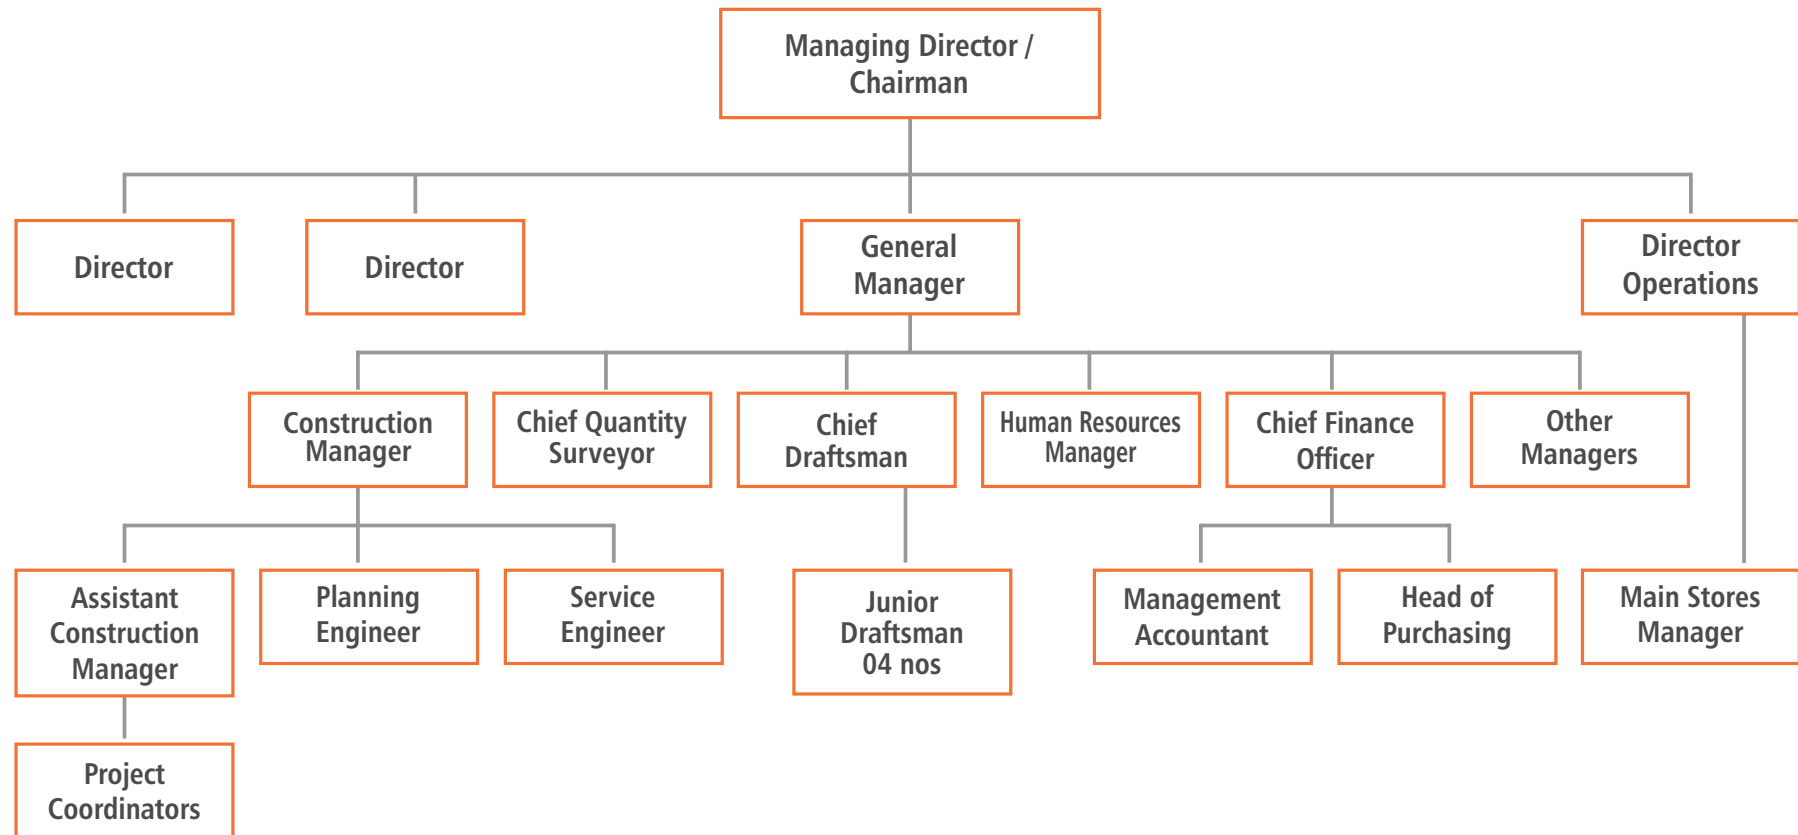 Managing Director /
Chairman
Director
Director
General
Manager
Director
Operations
Construction
Manager
Chief Quantity
Surveyor
Chief
Draftsman
Human Resources
Manager
Chief Finance
Officer
Other
Managers
Assistant
Construction
Manager
Planning
Engineer
Service
Engineer
Junior
Draftsman
04 nos
Management
Accountant
Head of
Purchasing
Main Stores
Manager
Project
Coordinators